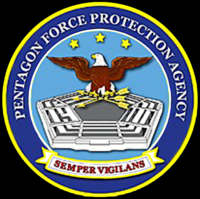 PENTAGON FORCE PROTECTION AGENCY
SEMPER VIGILANS